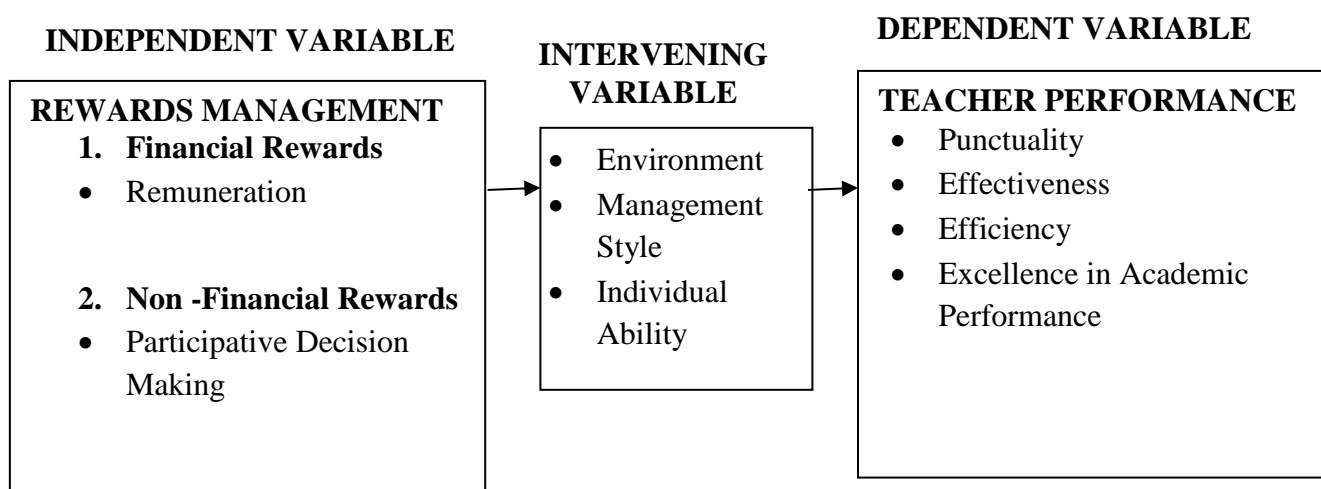 INDEPENDENT VARIABLE
REWARDS MANAGEMENT
1. Financial Rewards
• Remuneration
2. Non -Financial Rewards
• Participative Decision
Making
INTERVENING
VARIABLE
• Environment
• Management
Style
• Individual
Ability
DEPENDENT VARIABLE
TEACHER PERFORMANCE
• Punctuality
• Effectiveness
• Efficiency
• Excellence in Academic
Performance